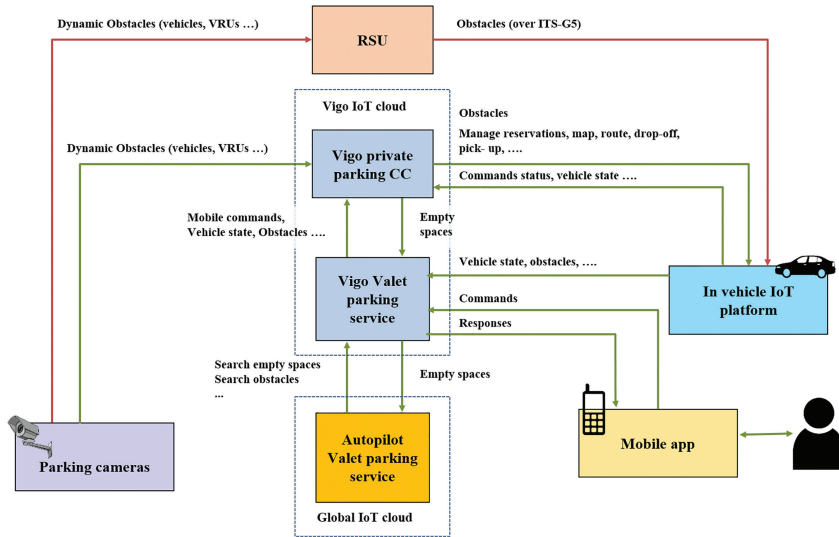 Dynamic Obstacles (vehicles, VRUs …)
RSU
Obstacles (over ITS-G5)
Vigo IoT cloud
Obstacles
Manage reservations, map, route, drop-off,
pick- up, ….
Dynamic Obstacles (vehicles, VRUs …)
Vigo private
parking CC
Commands status, vehicle state ….
Mobile commands,
Vehicle state, Obstacles ….
Empty
spaces
Vehicle state, obstacles, ….
Vigo Valet
parking
service
In vehicle IoT
platform
Commands
Responses
Search empty spaces
Search obstacles
...
Empty spaces
Parking cameras
Autopilot
Valet parking
service
Mobile app
Global IoT cloud